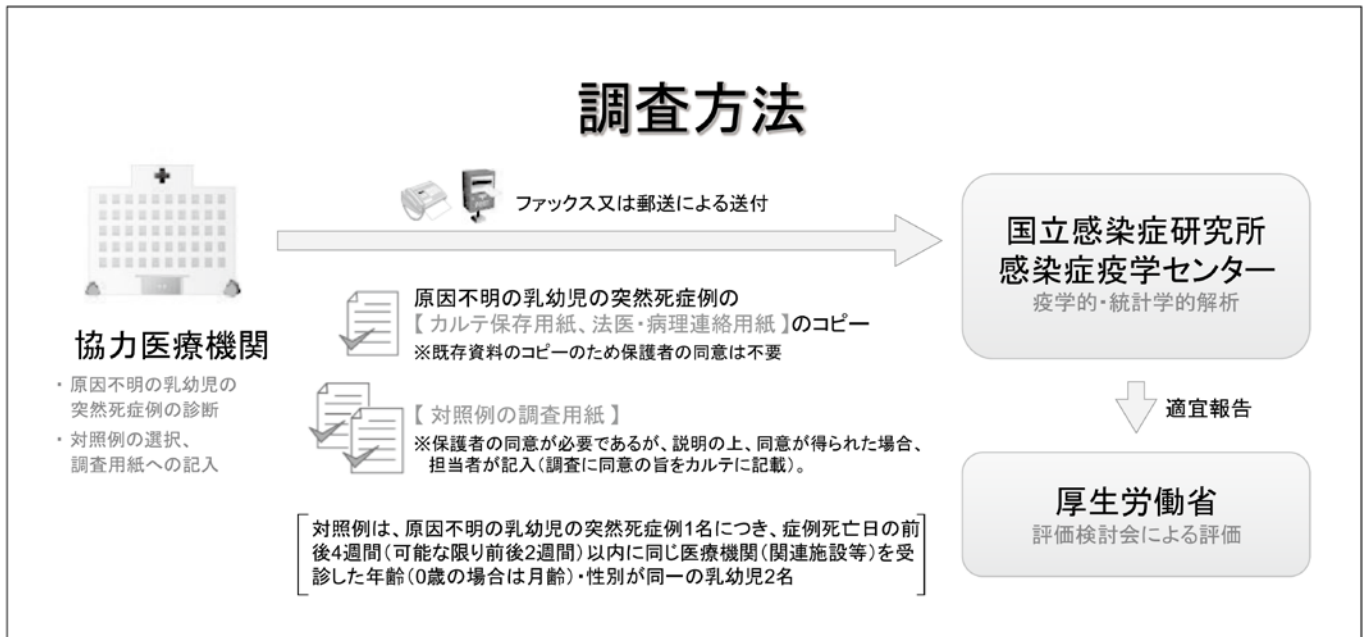 調査方法
ファックス又は郵送による送付
協力医療機関
・ 原因不明の乳幼児の
突然死症例の診断
・ 対照例の選択、
調査用紙への記入
原因不明の乳幼児の突然死症例の
【 カルテ保存用紙、法医・病理連絡用紙 】のコピー
※既存資料のコピーのため保護者の同意は不要
【 対照例の調査用紙 】
※保護者の同意が必要であるが、説明の上、同意が得られた場合、
担当者が記入(調査に同意の旨をカルテに記載)。
対照例は、原因不明の乳幼児の突然死症例1名につき、症例死亡日の前
後4週間(可能な限り前後2週間)以内に同じ医療機関(関連施設等)を受
診した年齢(0歳の場合は月齢)・性別が同一の乳幼児2名
国立感染症研究所
感染症疫学センター
疫学的・統計学的解析
適宜報告
厚生労働省
評価検討会による評価